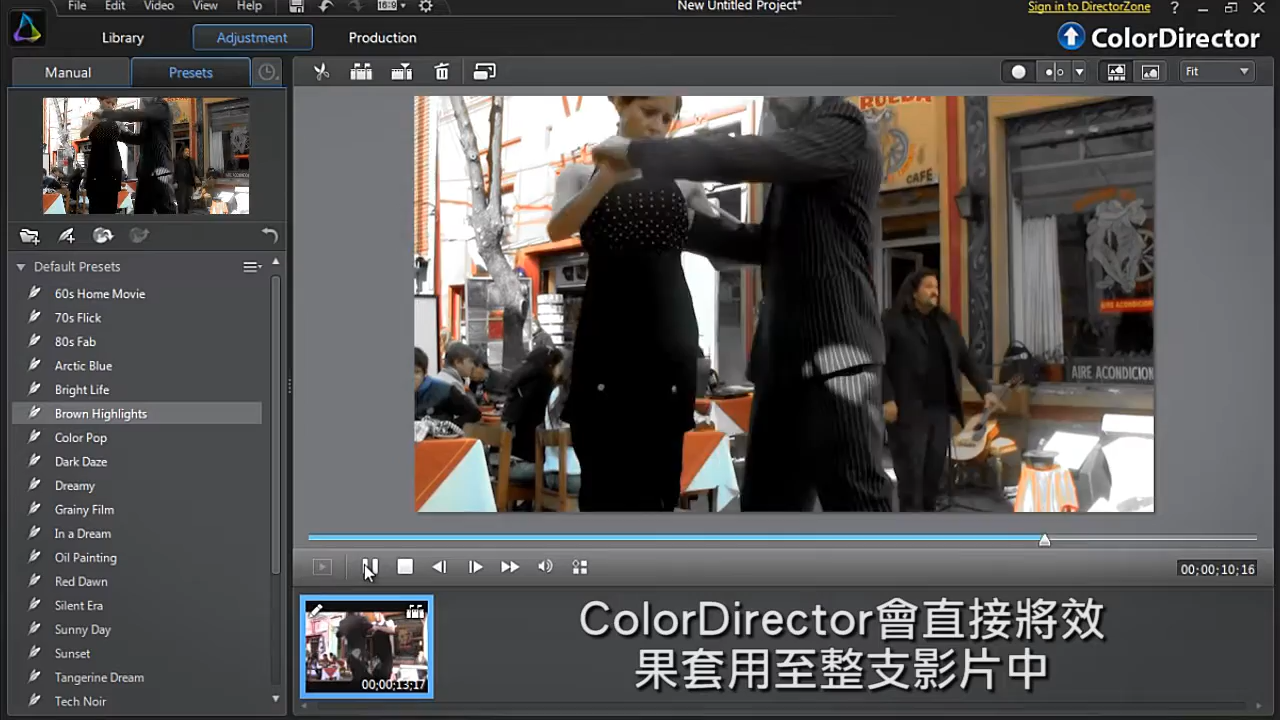 File Edit Video View Help
16:9
New Untitled Project*
Sign in to DirectorZone
?
Library
Adjustment
Production
ColorDirector
Manual
Presets
Fit
Default Presets
60s Home Movie
70s Flick
80s Fab
Arctic Blue
Bright Life
Brown Highlights
Color Pop
Dark Daze
Dreamy
Grainy Film
In a Dream
Oil Painting
Red Dawn
Silent Era
Sunny Day
Sunset
Tangerine Dream
Tech Noir
RUEDA
CAFÉ
AIRE ACONDICION
00;00;10;16
00;00;13;17
ColorDirector會直接將效
果套用至整支影片中